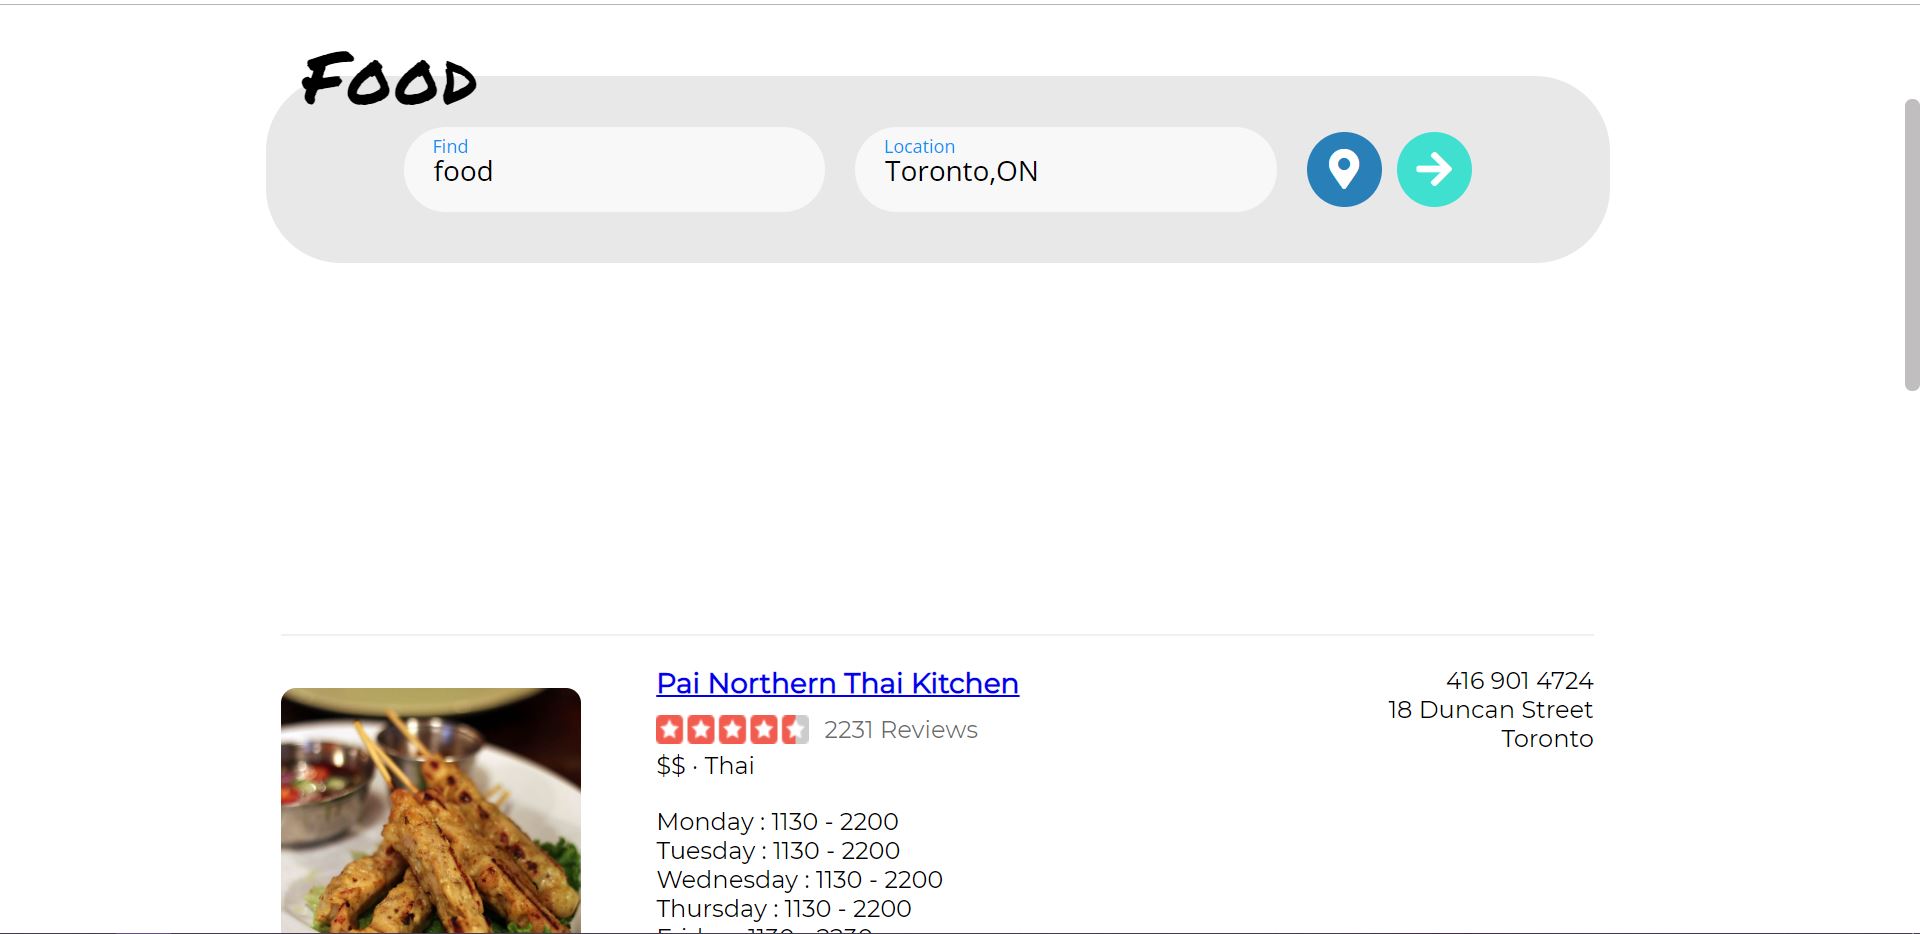 Food
Find
food
Location
Toronto,ON
Pai Northern Thai Kitchen
2231 Reviews
$$ · Thai
416 901 4724
18 Duncan Street
Toronto
Monday : 1130 - 2200
Tuesday : 1130 - 2200
Wednesday : 1130 - 2200
Thursday : 1130 - 2200